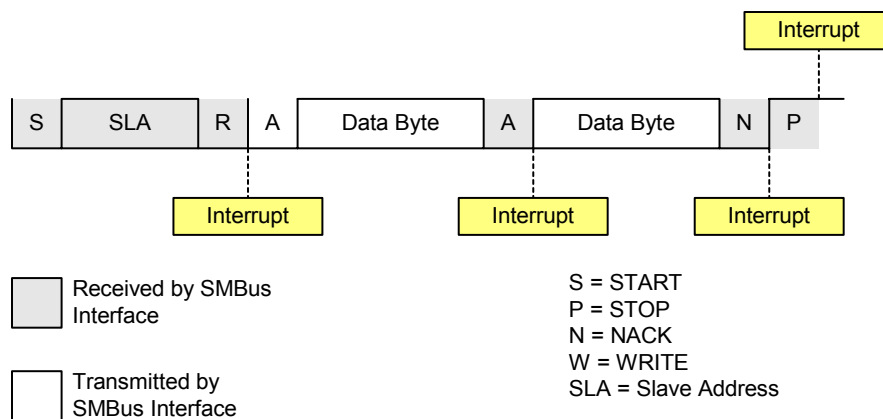 Interrupt
S SLA R A Data Byte A Data Byte N P
Interrupt Interrupt Interrupt
Received by SMBus
Interface
Transmitted by
SMBus Interface
S = START
P = STOP
N = NACK
W = WRITE
SLA = Slave Address